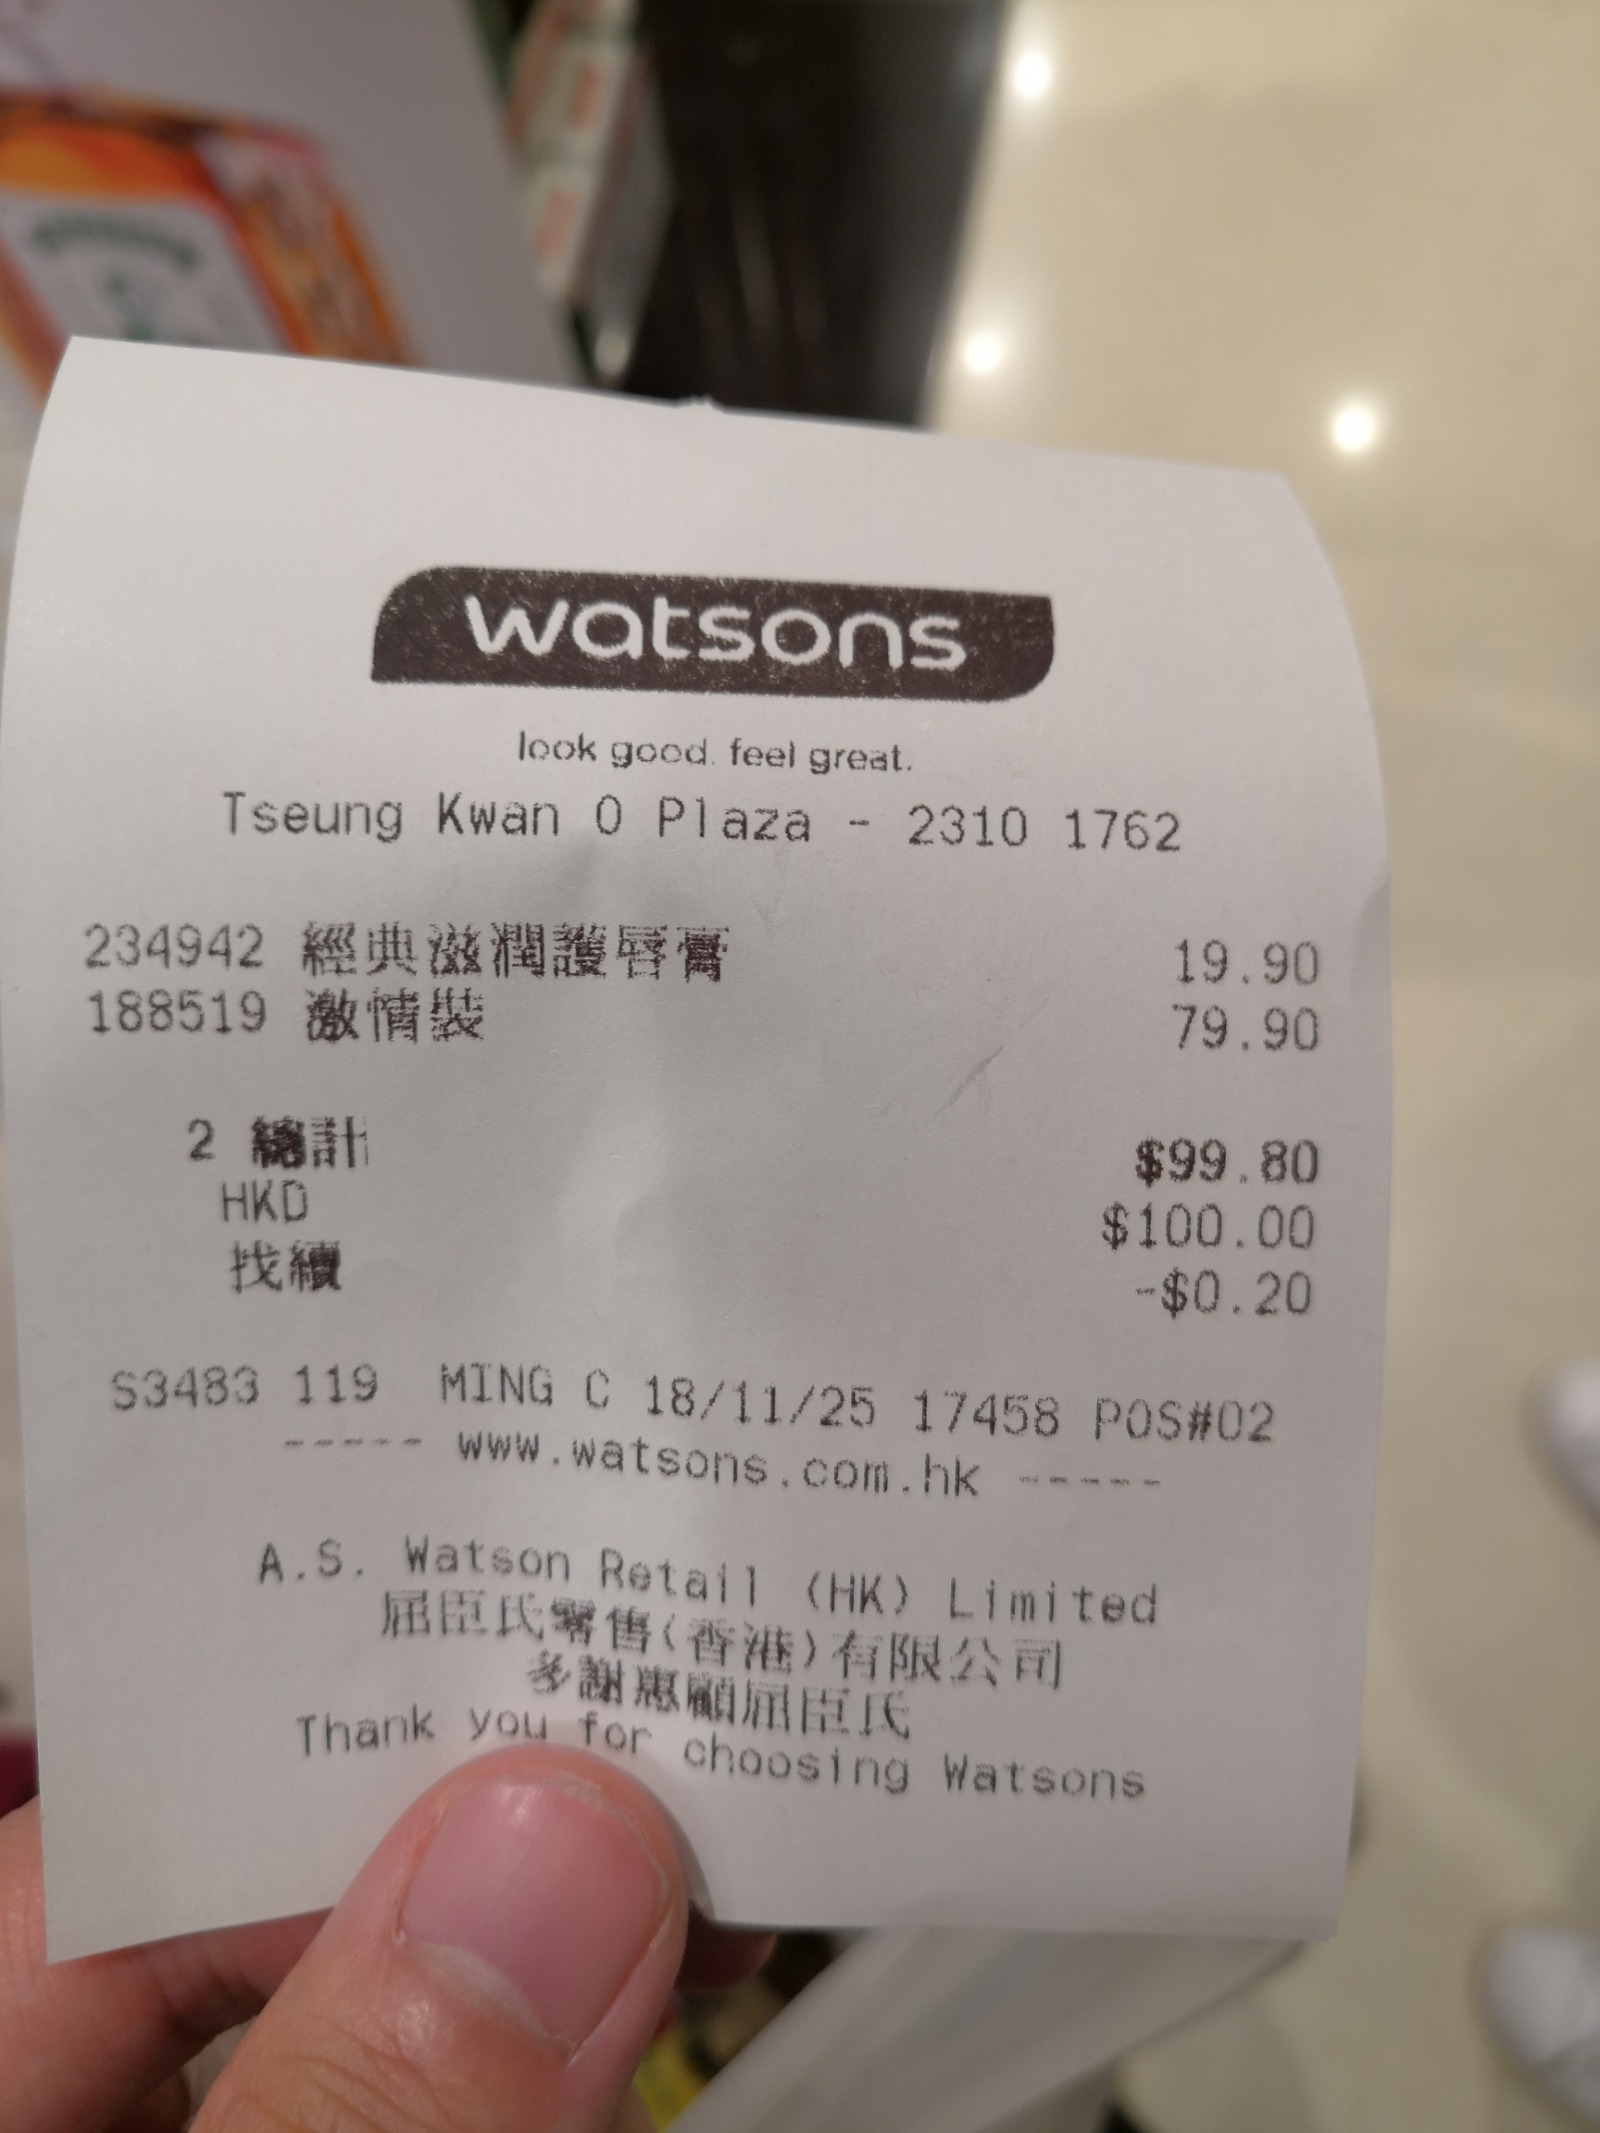 watsons
look good. feel great.
Tseung Kwan O Plaza - 2310 1762
234942 經典滋潤護唇膏 19.90
188519 激情裝 79.90
2 總計 $99.80
HKD $100.00
找續 -$0.20
S3483 119 MING C 18/11/25 17458 POS#02
----- www.watsons.com.hk -----
A.S. Watson Retail (HK) Limited
屈臣氏零售(香港)有限公司
多謝惠顧屈臣氏
Thank you for choosing Watsons